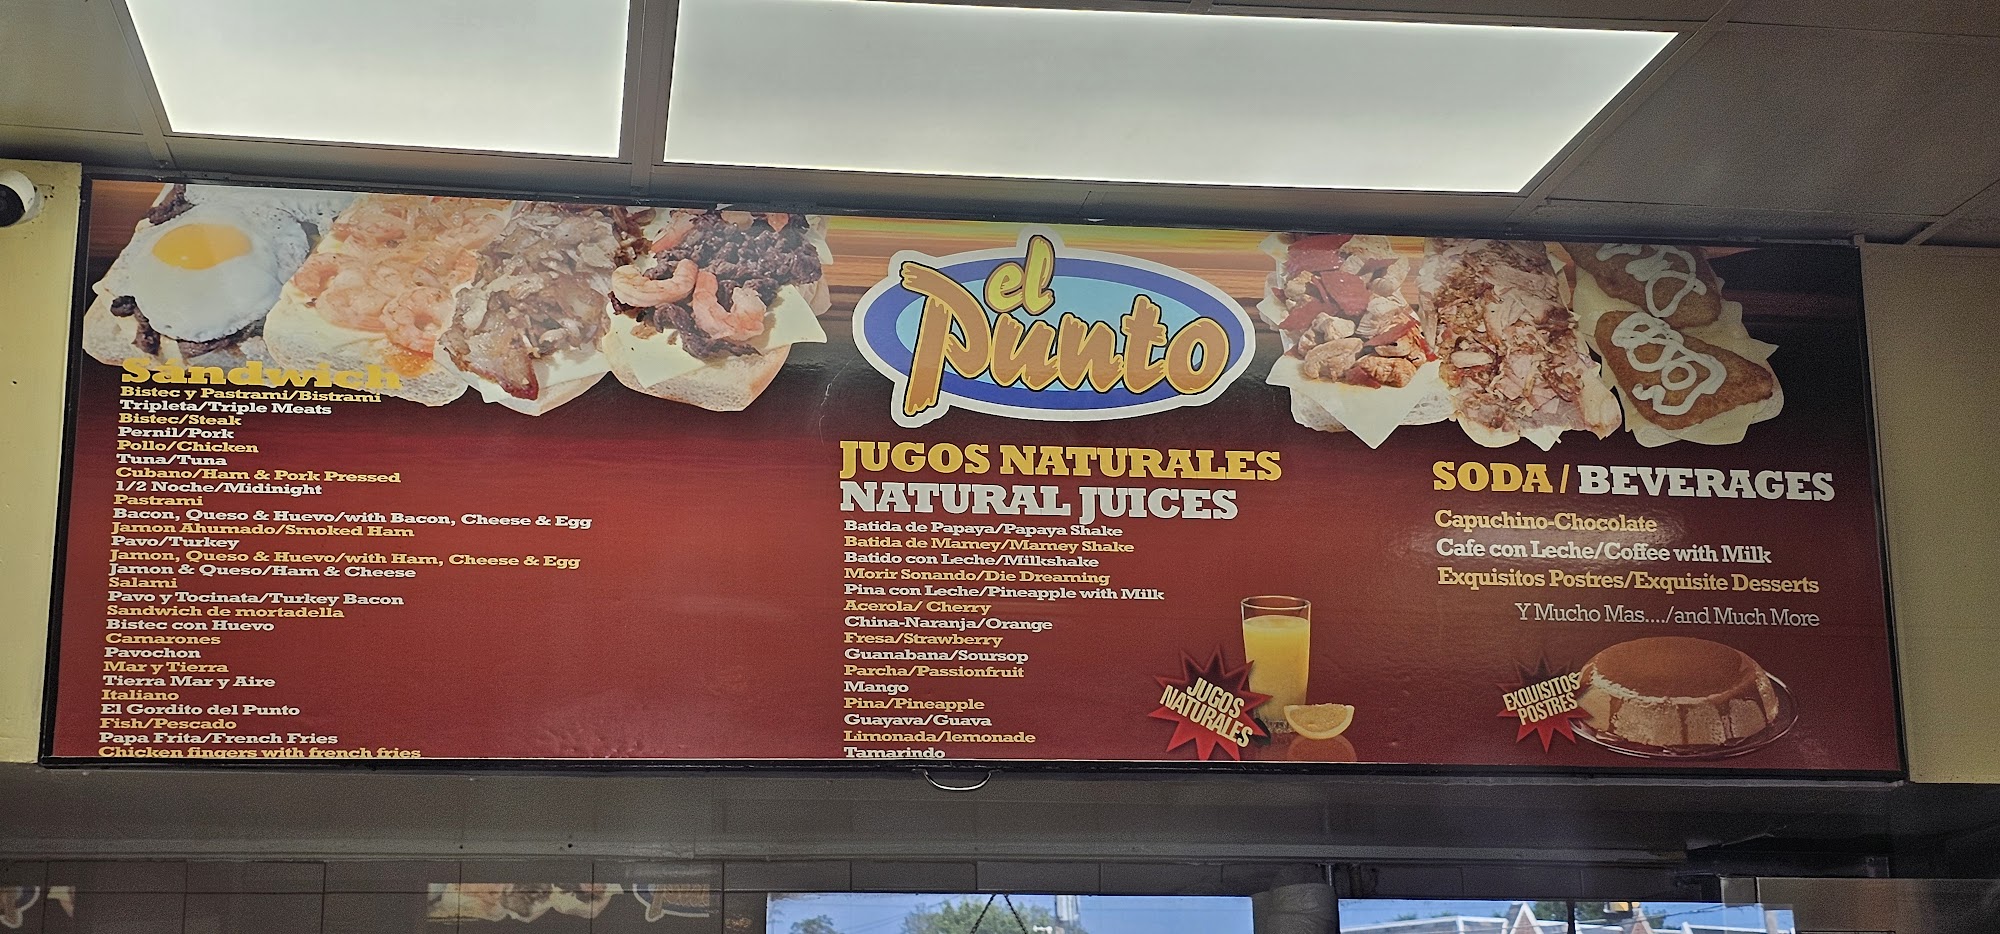 el
Punto
Sandwich
Bistec y Pastrami/Bistrami
Tripleta/Triple Meats
Bistec/Steak
Pernil/Pork
Pollo/Chicken
Tuna/Tuna
Cubano/Ham & Pork Pressed
1/2 Noche/Midinight
Pastrami
Bacon, Queso & Huevo/with Bacon, Cheese & Egg
Jamon Ahumado/Smoked Ham
Pavo/Turkey
Jamon, Queso & Huevo/with Ham, Cheese & Egg
Jamon & Queso/Ham & Cheese
Salami
Pavo y Tocinata/Turkey Bacon
Sandwich de mortadella
Bistec con Huevo
Camarones
Pavochon
Mar y Tierra
Tierra Mar y Aire
Italiano
El Gordito del Punto
Fish/Pescado
Papa Frita/French Fries
Chicken fingers with french fries
JUGOS NATURALES
NATURAL JUICES
Batida de Papaya/Papaya Shake
Batida de Mamey/Mamey Shake
Batido con Leche/Milkshake
Morir Sonando/Die Dreaming
Pina con Leche/Pineapple with Milk
Acerola/ Cherry
China-Naranja/Orange
Fresa/Strawberry
Guanabana/Soursop
Parcha/Passionfruit
Mango
Pina/Pineapple
Guayava/Guava
Limonada/lemonade
Tamarindo
JUGOS
NATURALES
SODA / BEVERAGES
Capuchino-Chocolate
Cafe con Leche/Coffee with Milk
Exquisitos Postres/Exquisite Desserts
Y Mucho Mas..../and Much More
EXQUISITOS
POSTRES